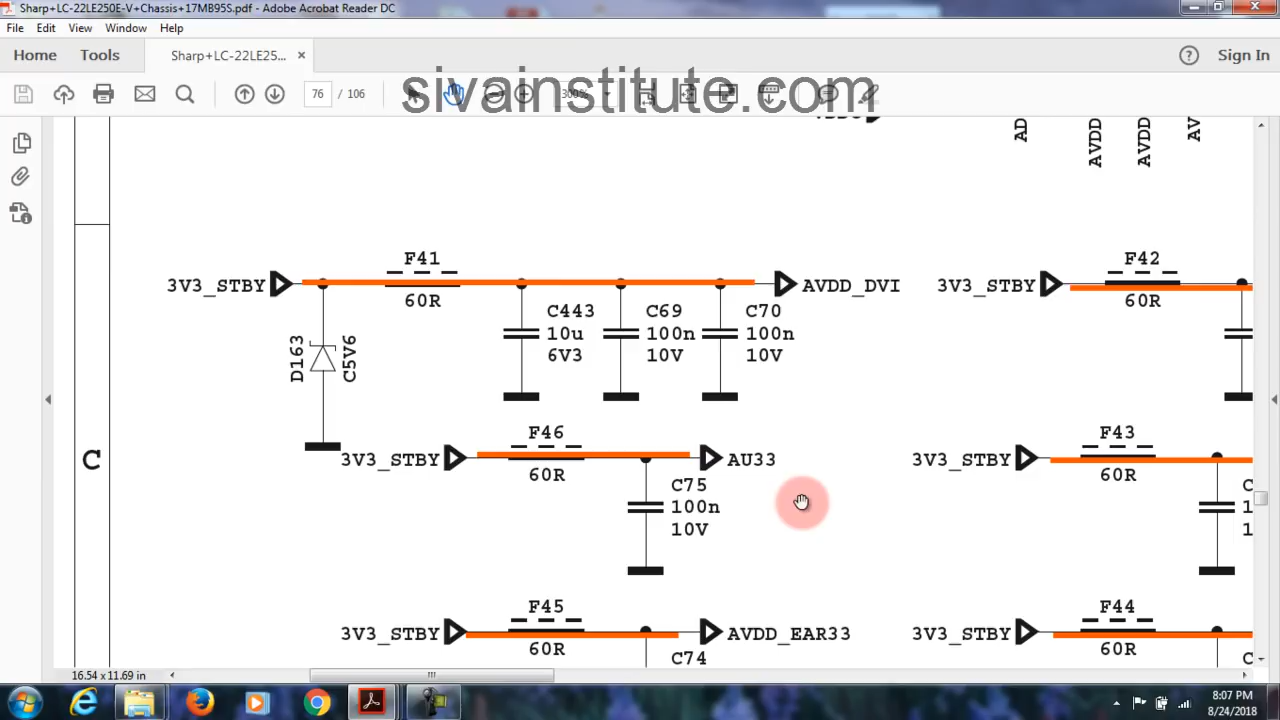 Sharp+LC-22LE250E-V+Chassis+17MB95S.pdf - Adobe Acrobat Reader DC
File Edit View Window Help
Home Tools Sharp+LC-22LE25... × Sign In
sivainstitute.com
76 / 106
AD
AVDD
AVDD
AV
F41
3V3_STBY
60R
AVDD_DVI
F42
3V3_STBY
60R
D163
C5V6
C443
10u
6V3
C69
100n
10V
C70
100n
10V
C
F46
3V3_STBY
60R
AU33
C75
100n
10V
F43
3V3_STBY
60R
C
1
1
F45
3V3_STBY
60R
AVDD_EAR33
C74
F44
3V3_STBY
60R
C
16.54 x 11.69 in
8:07 PM
8/24/2018